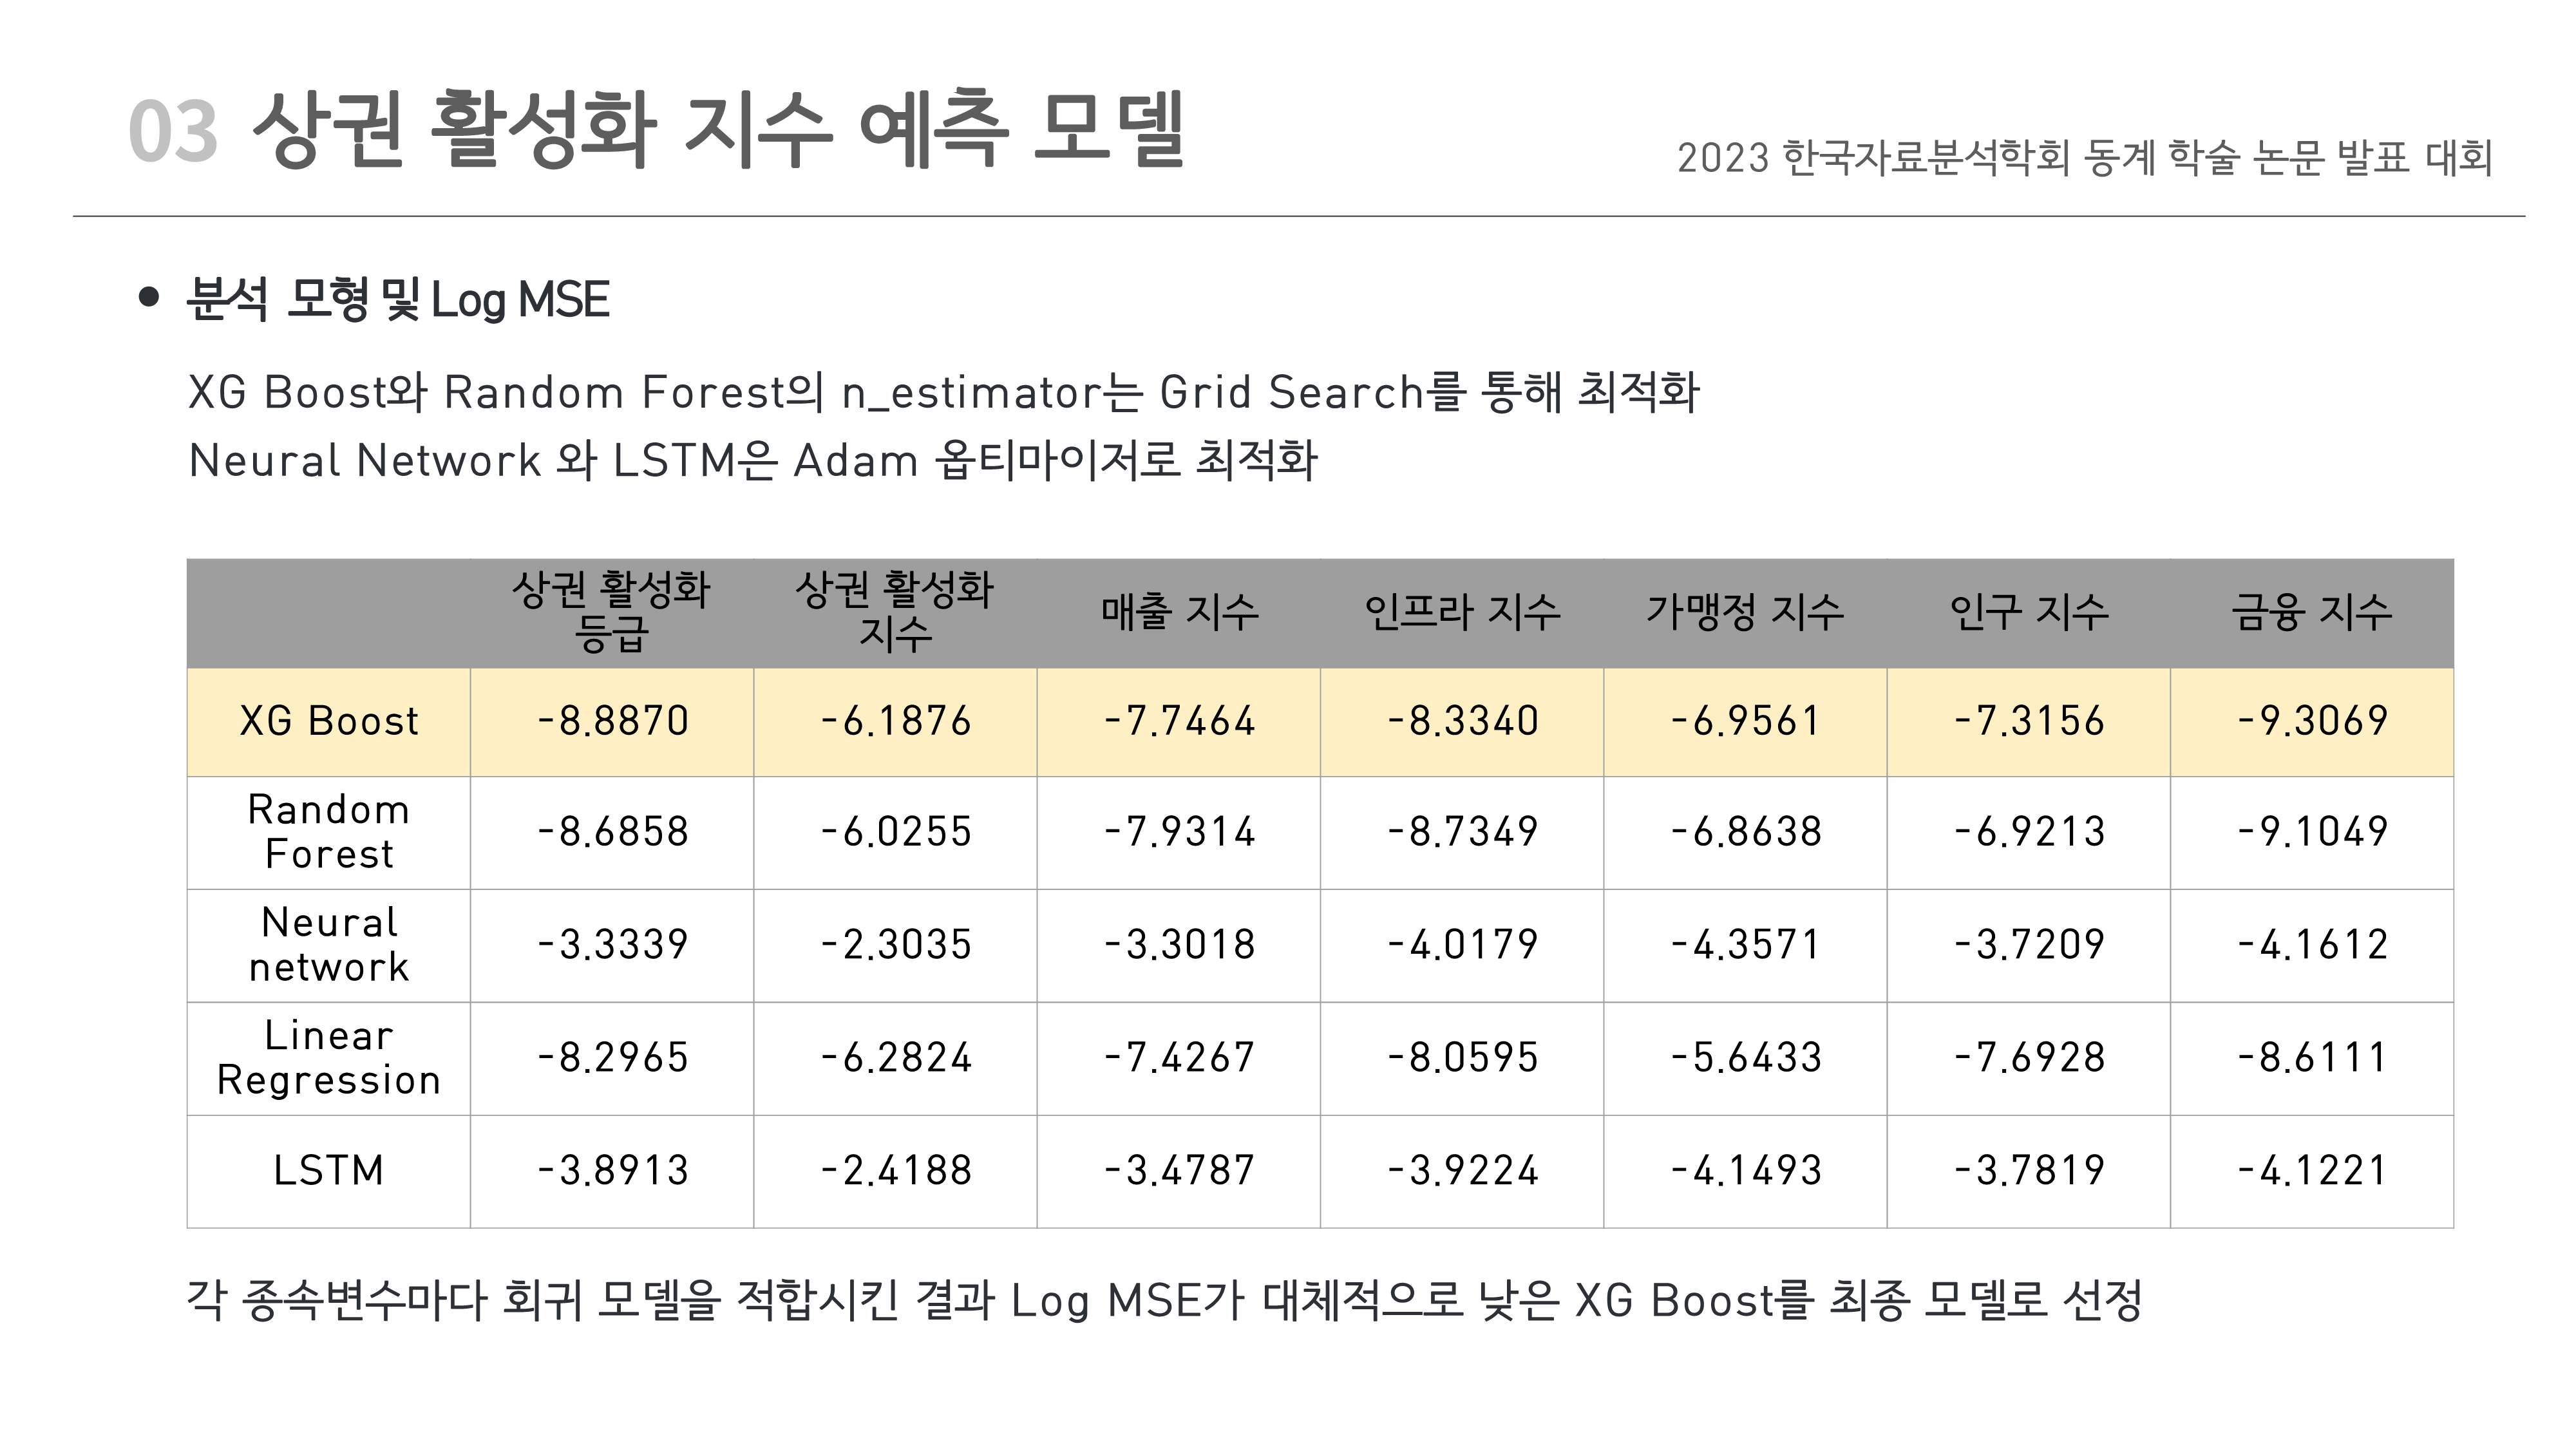 03 상권 활성화 지수 예측 모델
2023 한국자료분석학회 동계 학술 논문 발표 대회
• 분석 모형 및 Log MSE
XG Boost와 Random Forest의 n_estimator는 Grid Search를 통해 최적화
Neural Network 와 LSTM은 Adam 옵티마이저로 최적화
상권 활성화 등급 상권 활성화 지수 매출 지수 인프라 지수 가맹정 지수 인구 지수 금융 지수
XG Boost -8.8870 -6.1876 -7.7464 -8.3340 -6.9561 -7.3156 -9.3069
Random Forest -8.6858 -6.0255 -7.9314 -8.7349 -6.8638 -6.9213 -9.1049
Neural network -3.3339 -2.3035 -3.3018 -4.0179 -4.3571 -3.7209 -4.1612
Linear Regression -8.2965 -6.2824 -7.4267 -8.0595 -5.6433 -7.6928 -8.6111
LSTM -3.8913 -2.4188 -3.4787 -3.9224 -4.1493 -3.7819 -4.1221
각 종속변수마다 회귀 모델을 적합시킨 결과 Log MSE가 대체적으로 낮은 XG Boost를 최종 모델로 선정